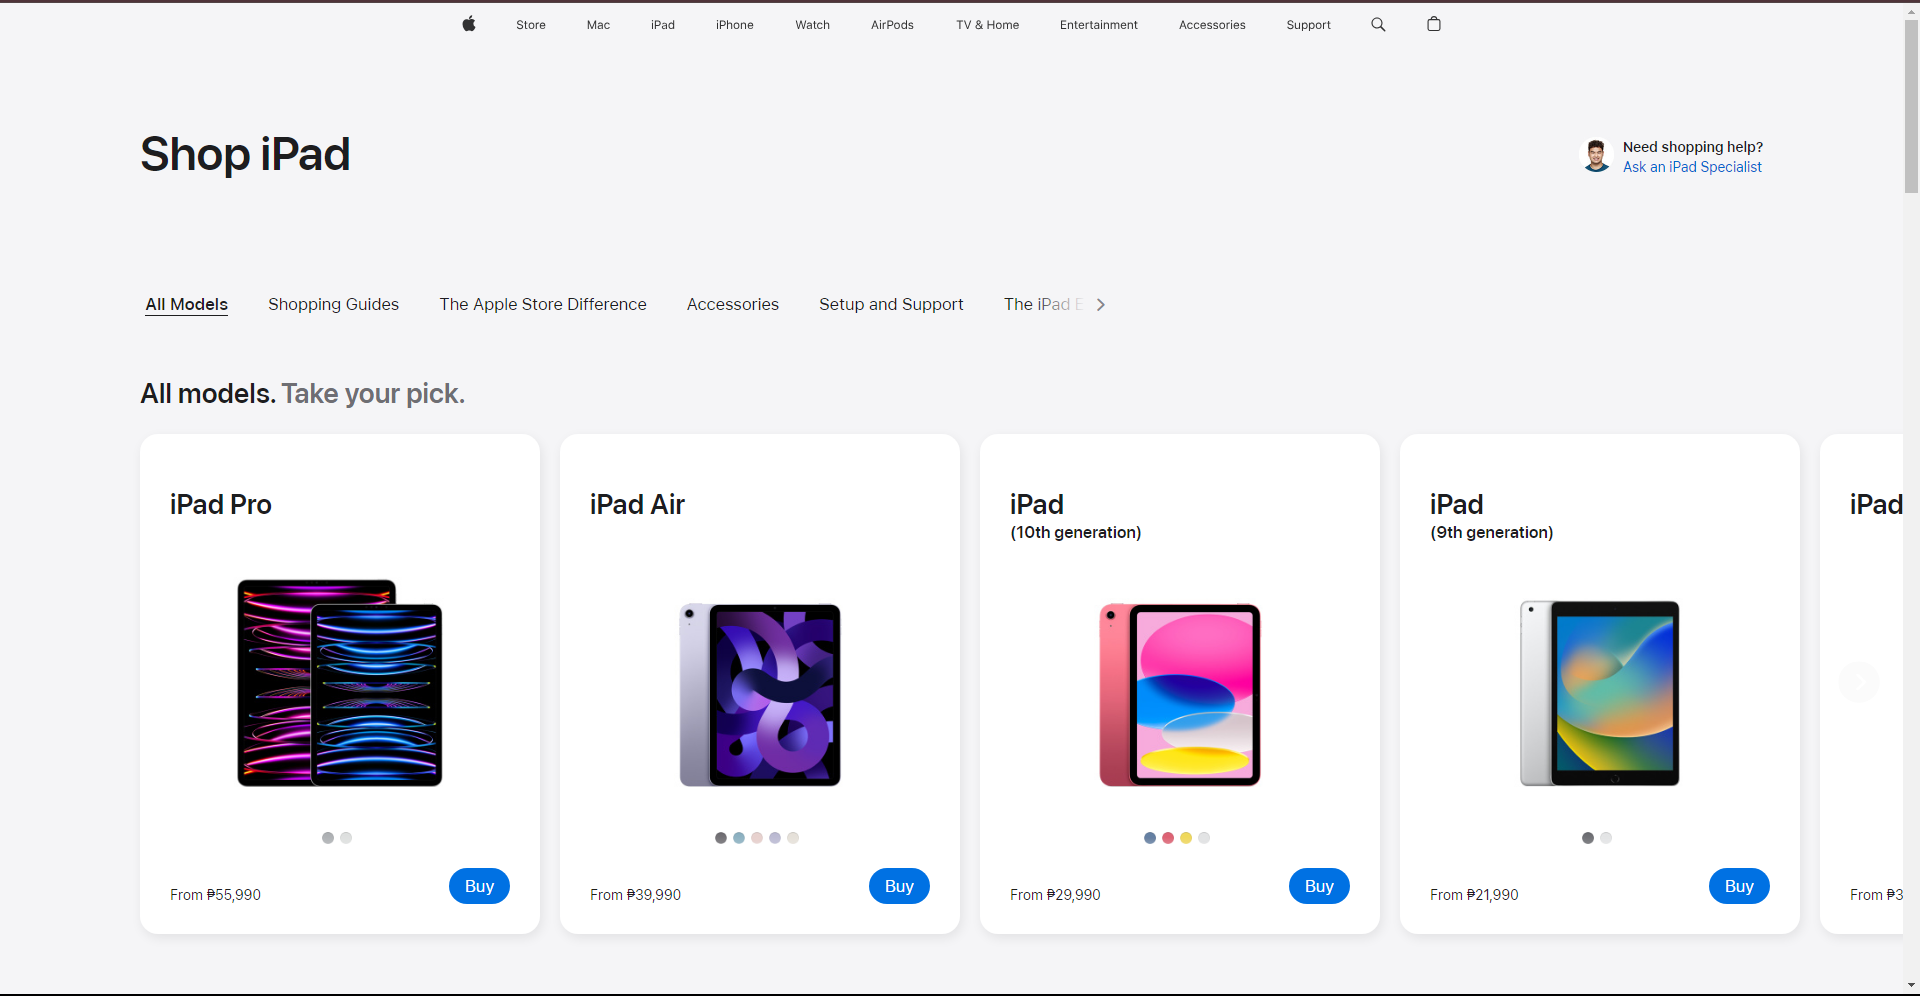 Store Mac iPad iPhone Watch AirPods TV & Home Entertainment Accessories Support
Shop iPad
Need shopping help?
Ask an iPad Specialist
All Models Shopping Guides The Apple Store Difference Accessories Setup and Support The iPad E
All models. Take your pick.
iPad Pro
From ₱55,990
Buy
iPad Air
From ₱39,990
Buy
iPad
(10th generation)
From ₱29,990
Buy
iPad
(9th generation)
From ₱21,990
Buy
iPad
From ₱3